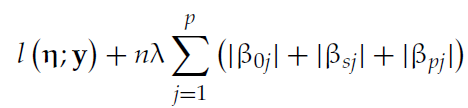 l (η; y) + nλ ∑_{j=1}^{p} (|β_{0j}| + |β_{sj}| + |β_{pj}|)